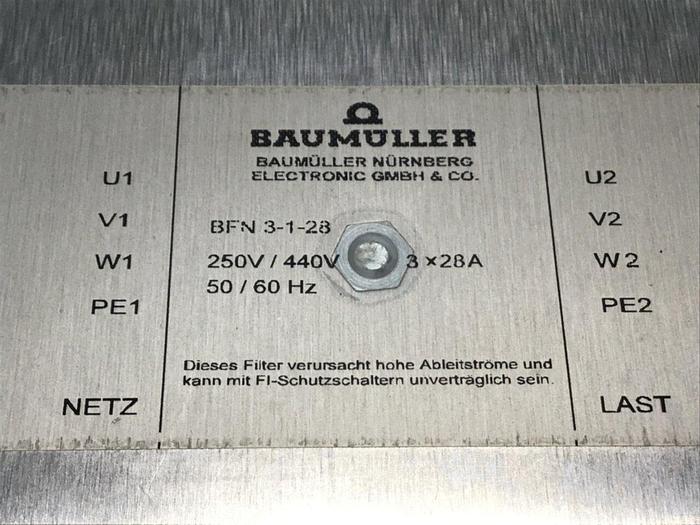 BAUMÜLLER
BAUMÜLLER NÜRNBERG
ELECTRONIC GMBH & CO.
U1
V1
W1
PE1
NETZ
BFN 3-1-28
250V / 440V 3 x28A
50 / 60 Hz
Dieses Filter verursacht hohe Ableitströme und
kann mit FI-Schutzschaltern unverträglich sein.
U2
V2
W2
PE2
LAST